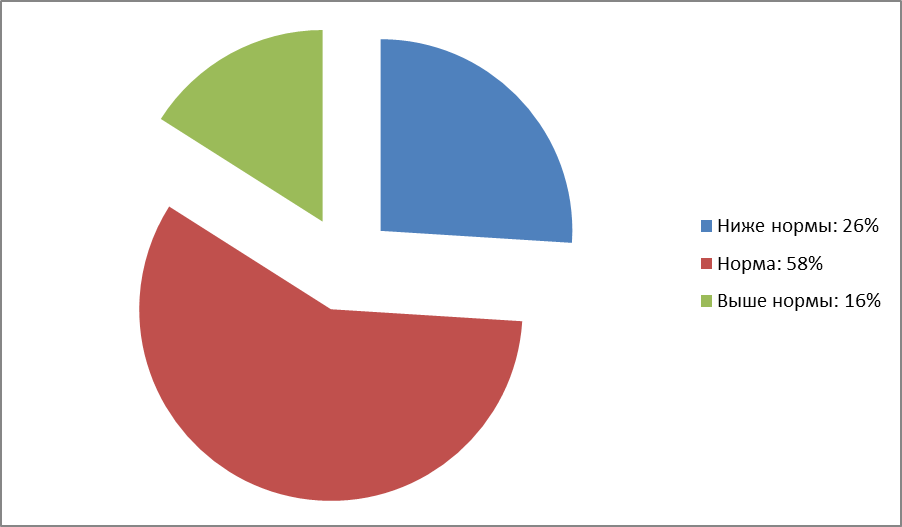 Ниже нормы: 26%
Норма: 58%
Выше нормы: 16%